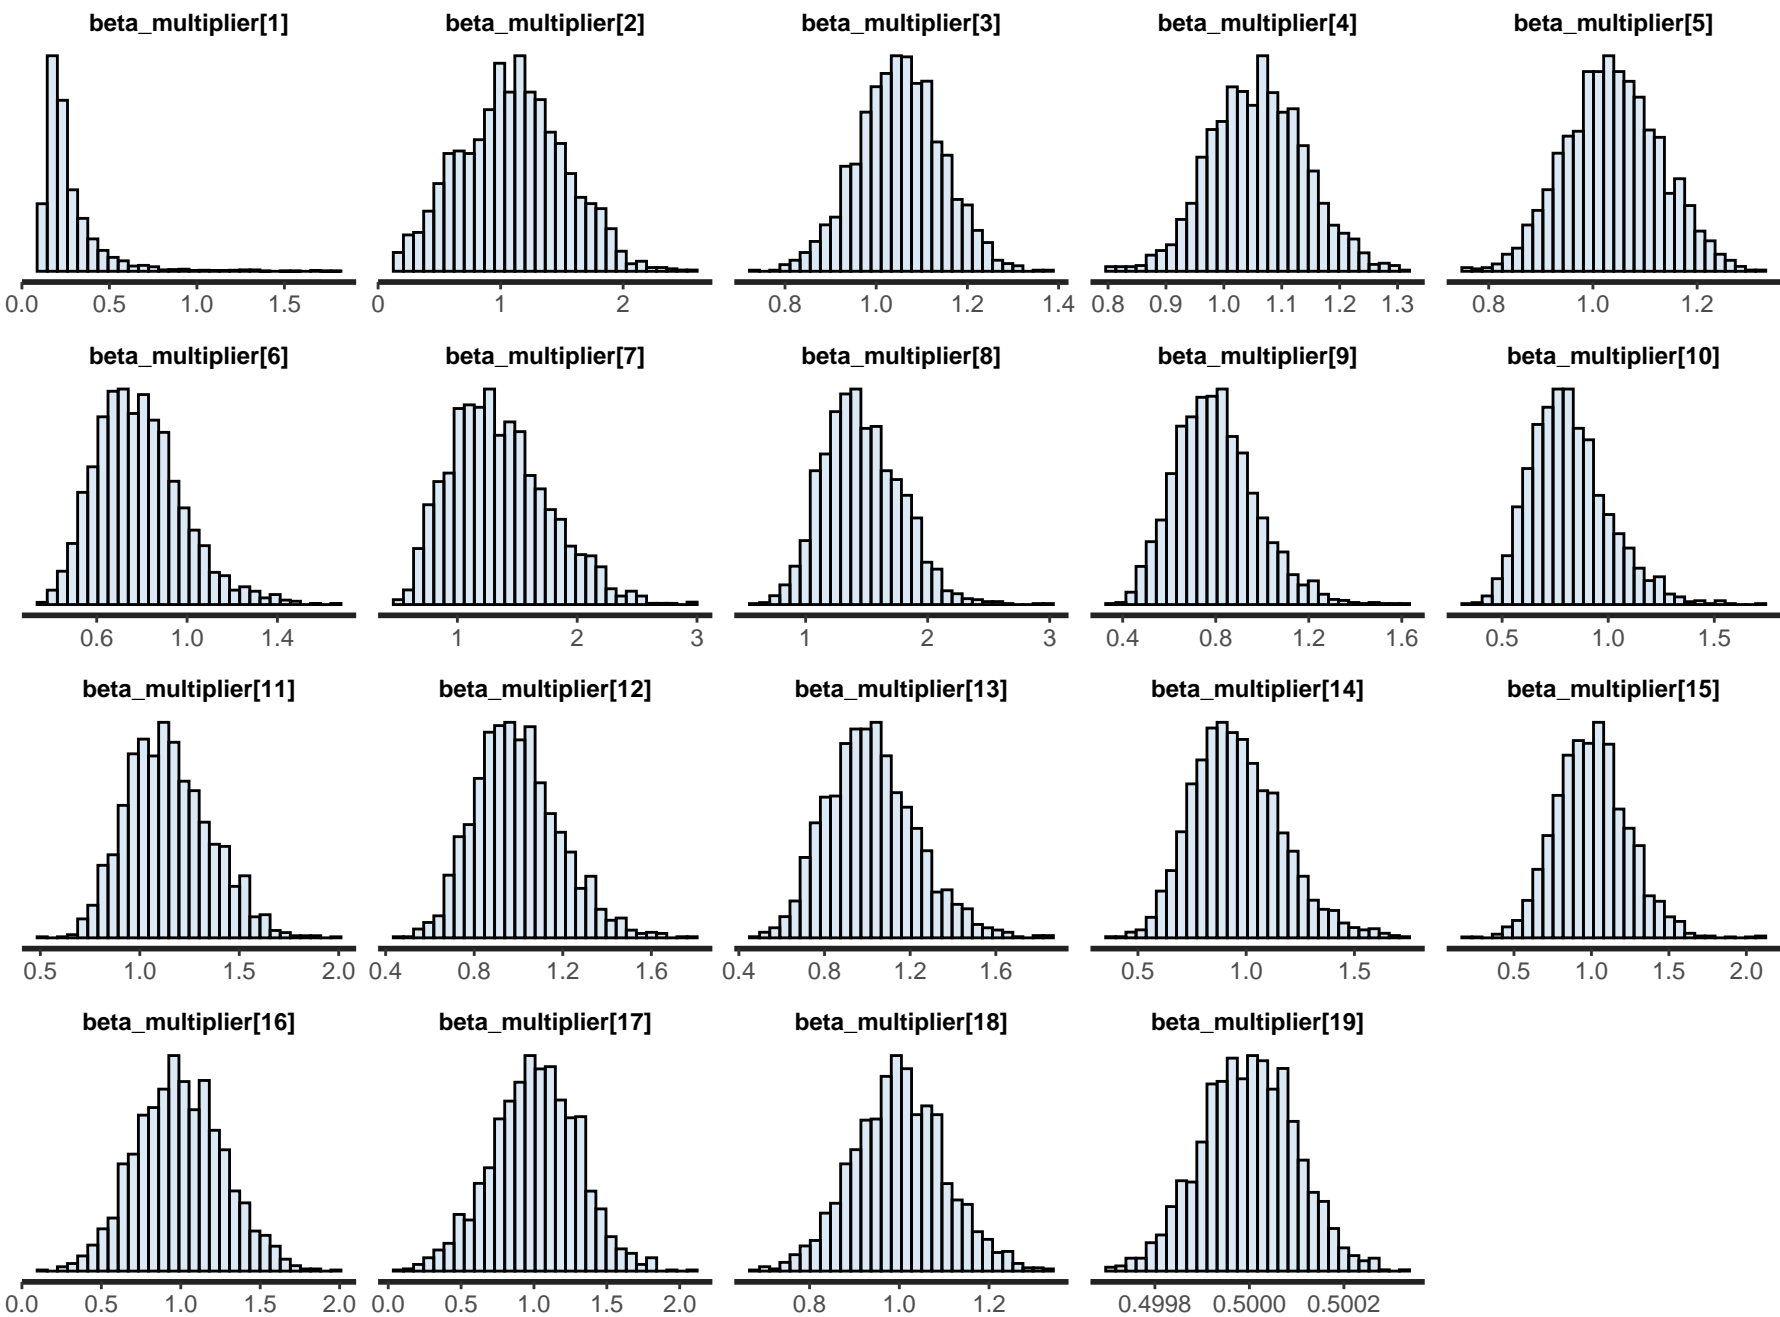 beta_multiplier[1] beta_multiplier[2] beta_multiplier[3] beta_multiplier[4] beta_multiplier[5]
0.0 0.5 1.0 1.5 0 1 2 0.8 1.0 1.2 1.4 0.8 0.9 1.0 1.1 1.2 1.3 0.8 1.0 1.2
beta_multiplier[6] beta_multiplier[7] beta_multiplier[8] beta_multiplier[9] beta_multiplier[10]
0.6 1.0 1.4 1 2 3 1 2 3 0.4 0.8 1.2 1.6 0.5 1.0 1.5
beta_multiplier[11] beta_multiplier[12] beta_multiplier[13] beta_multiplier[14] beta_multiplier[15]
0.5 1.0 1.5 2.0 0.4 0.8 1.2 1.6 0.4 0.8 1.2 1.6 0.5 1.0 1.5 0.5 1.0 1.5 2.0
beta_multiplier[16] beta_multiplier[17] beta_multiplier[18] beta_multiplier[19]
0.0 0.5 1.0 1.5 2.0 0.0 0.5 1.0 1.5 2.0 0.8 1.0 1.2 0.4998 0.5000 0.5002